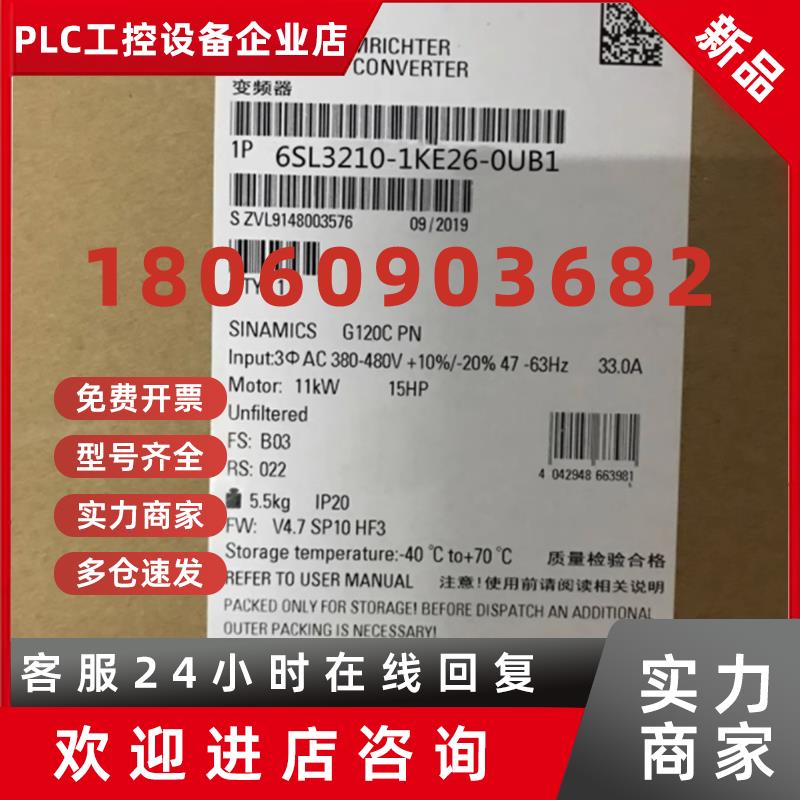 PLC工控设备企业店
新品
MRICHTER
CONVERTER
变频器
1P 6SL3210-1KE26-0UB1
S ZVL9148003576 09/2019
18060903682
TY 1
SINAMICS G120C PN
Input:3Φ AC 380-480V +10%/-20% 47 -63Hz 33.0A
Motor: 11kW 15HP
Unfiltered
FS: B03
RS: 022
4 042948 663981
5.5kg IP20
FW: V4.7 SP10 HF3
Storage temperature:-40 ℃ to+70 ℃ 质量检验合格
REFER TO USER MANUAL 注意!使用前请阅读相关说明
PACKED ONLY FOR STORAGE! BEFORE DISPATCH AN ADDITIONAL
OUTER PACKING IS NECESSARY!
免费开票
型号齐全
实力商家
多仓速发
客服24小时在线回复
欢迎进店咨询
实力
商家